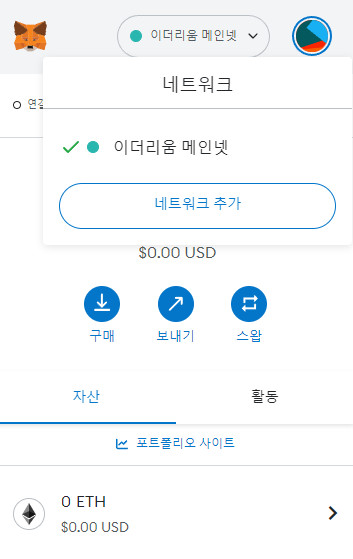 이더리움 메인넷
연결
네트워크
이더리움 메인넷
네트워크 추가
$0.00 USD
구매
보내기
스왑
자산
활동
포트폴리오 사이트
0 ETH
$0.00 USD